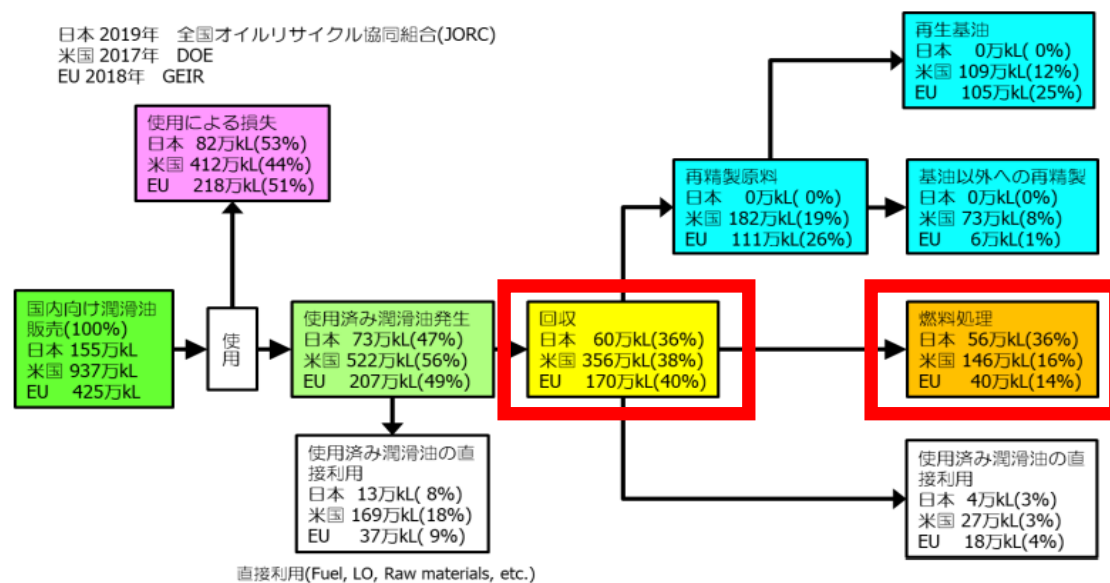 日本 2019年 全国オイルリサイクル協同組合(JORC)
米国 2017年 DOE
EU 2018年 GEIR
再生基油
日本 0万kL( 0%)
米国 109万kL(12%)
EU 105万kL(25%)
使用による損失
日本 82万kL(53%)
米国 412万kL(44%)
EU 218万kL(51%)
再精製原料
日本 0万kL( 0%)
米国 182万kL(19%)
EU 111万kL(26%)
基油以外への再精製
日本 0万kL(0%)
米国 73万kL(8%)
EU 6万kL(1%)
国内向け潤滑油
販売(100%)
日本 155万kL
米国 937万kL
EU 425万kL
使
用
使用済み潤滑油発生
日本 73万kL(47%)
米国 522万kL(56%)
EU 207万kL(49%)
回収
日本 60万kL(36%)
米国 356万kL(38%)
EU 170万kL(40%)
燃料処理
日本 56万kL(36%)
米国 146万kL(16%)
EU 40万kL(14%)
使用済み潤滑油の直
接利用
日本 13万kL( 8%)
米国 169万kL(18%)
EU 37万kL( 9%)
使用済み潤滑油の直
接利用
日本 4万kL(3%)
米国 27万kL(3%)
EU 18万kL(4%)
直接利用(Fuel, LO, Raw materials, etc.)